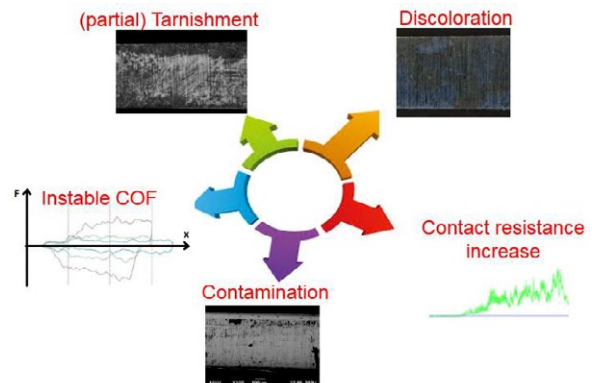 (partial) Tarnishment
Discoloration
Instable COF
F
x
Contact resistance
increase
Contamination